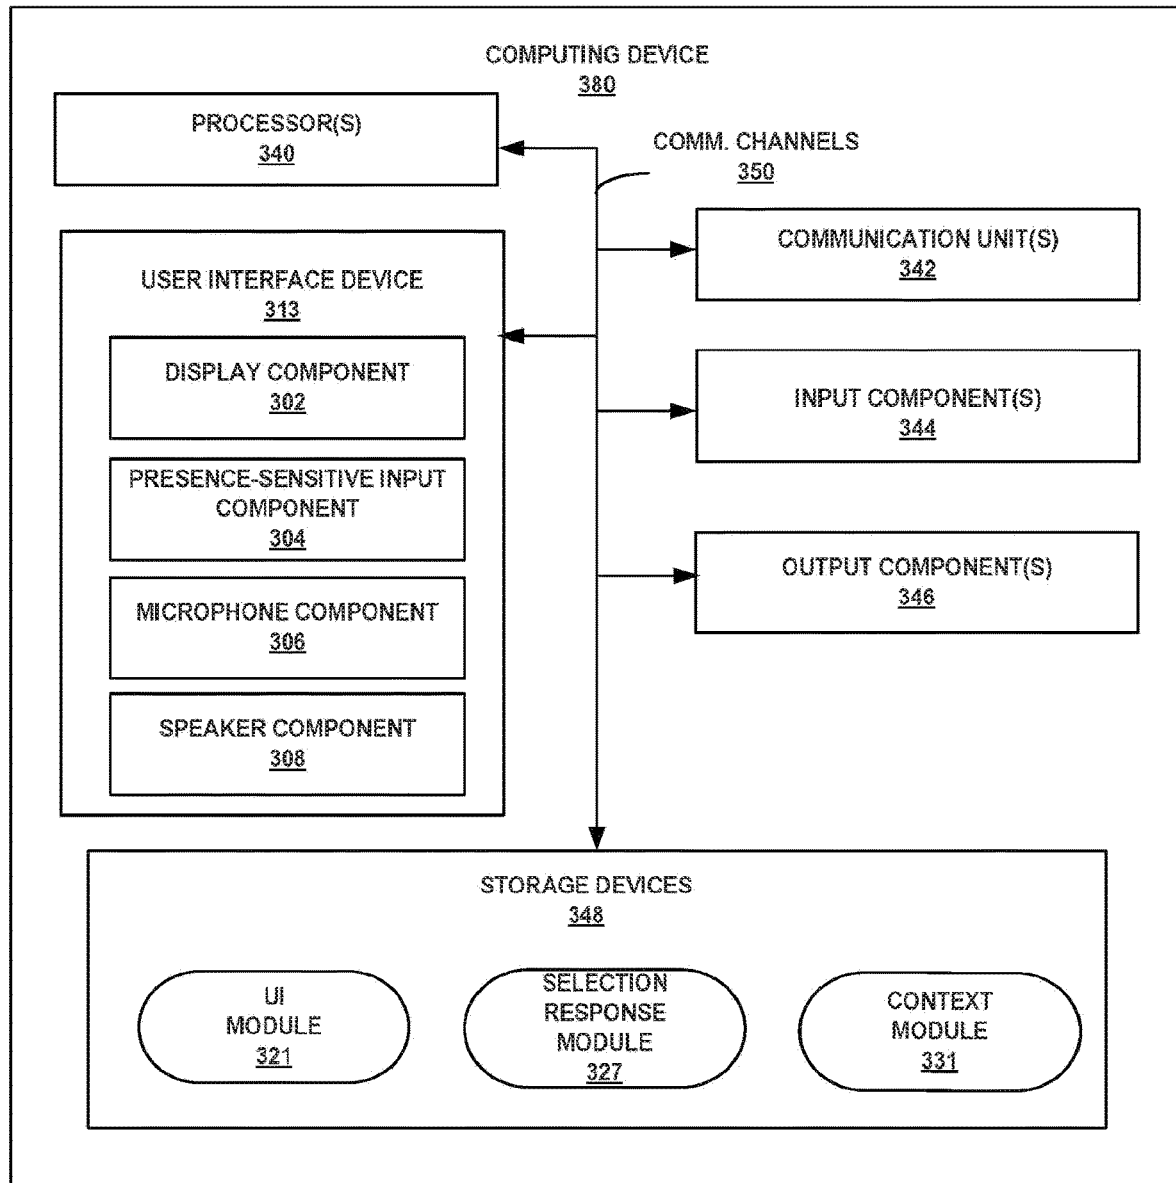 COMPUTING DEVICE
380
PROCESSOR(S)
340
COMM. CHANNELS
350
COMMUNICATION UNIT(S)
342
USER INTERFACE DEVICE
313
DISPLAY COMPONENT
302
INPUT COMPONENT(S)
344
PRESENCE-SENSITIVE INPUT
COMPONENT
304
OUTPUT COMPONENT(S)
346
MICROPHONE COMPONENT
306
SPEAKER COMPONENT
308
STORAGE DEVICES
348
UI
MODULE
321
SELECTION
RESPONSE
MODULE
327
CONTEXT
MODULE
331